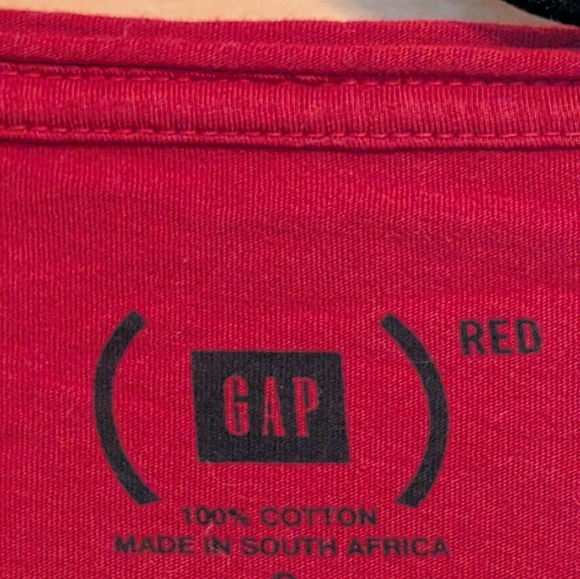 ( GAP ) RED
100% COTTON
MADE IN SOUTH AFRICA